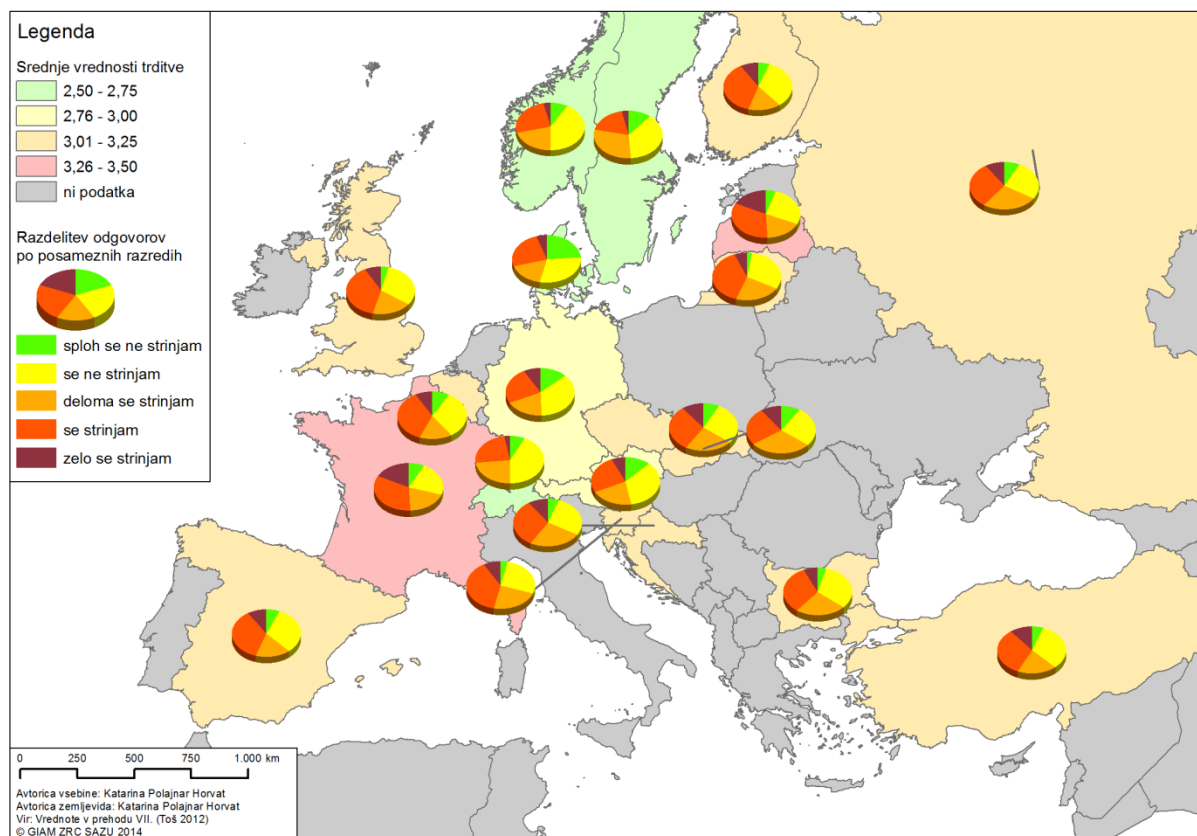 Legenda
Srednje vrednosti trditve
2,50 - 2,75
2,76 - 3,00
3,01 - 3,25
3,26 - 3,50
ni podatka
Razdelitev odgovorov
po posameznih razredih
sploh se ne strinjam
se ne strinjam
deloma se strinjam
se strinjam
zelo se strinjam
0 250 500 750 1.000 km
Avtorica vsebine: Katarina Polajnar Horvat
Avtorica zemljevida: Katarina Polajnar Horvat
Vir: Vrednote v prehodu VII. (Toš 2012)
© GIAM ZRC SAZU 2014